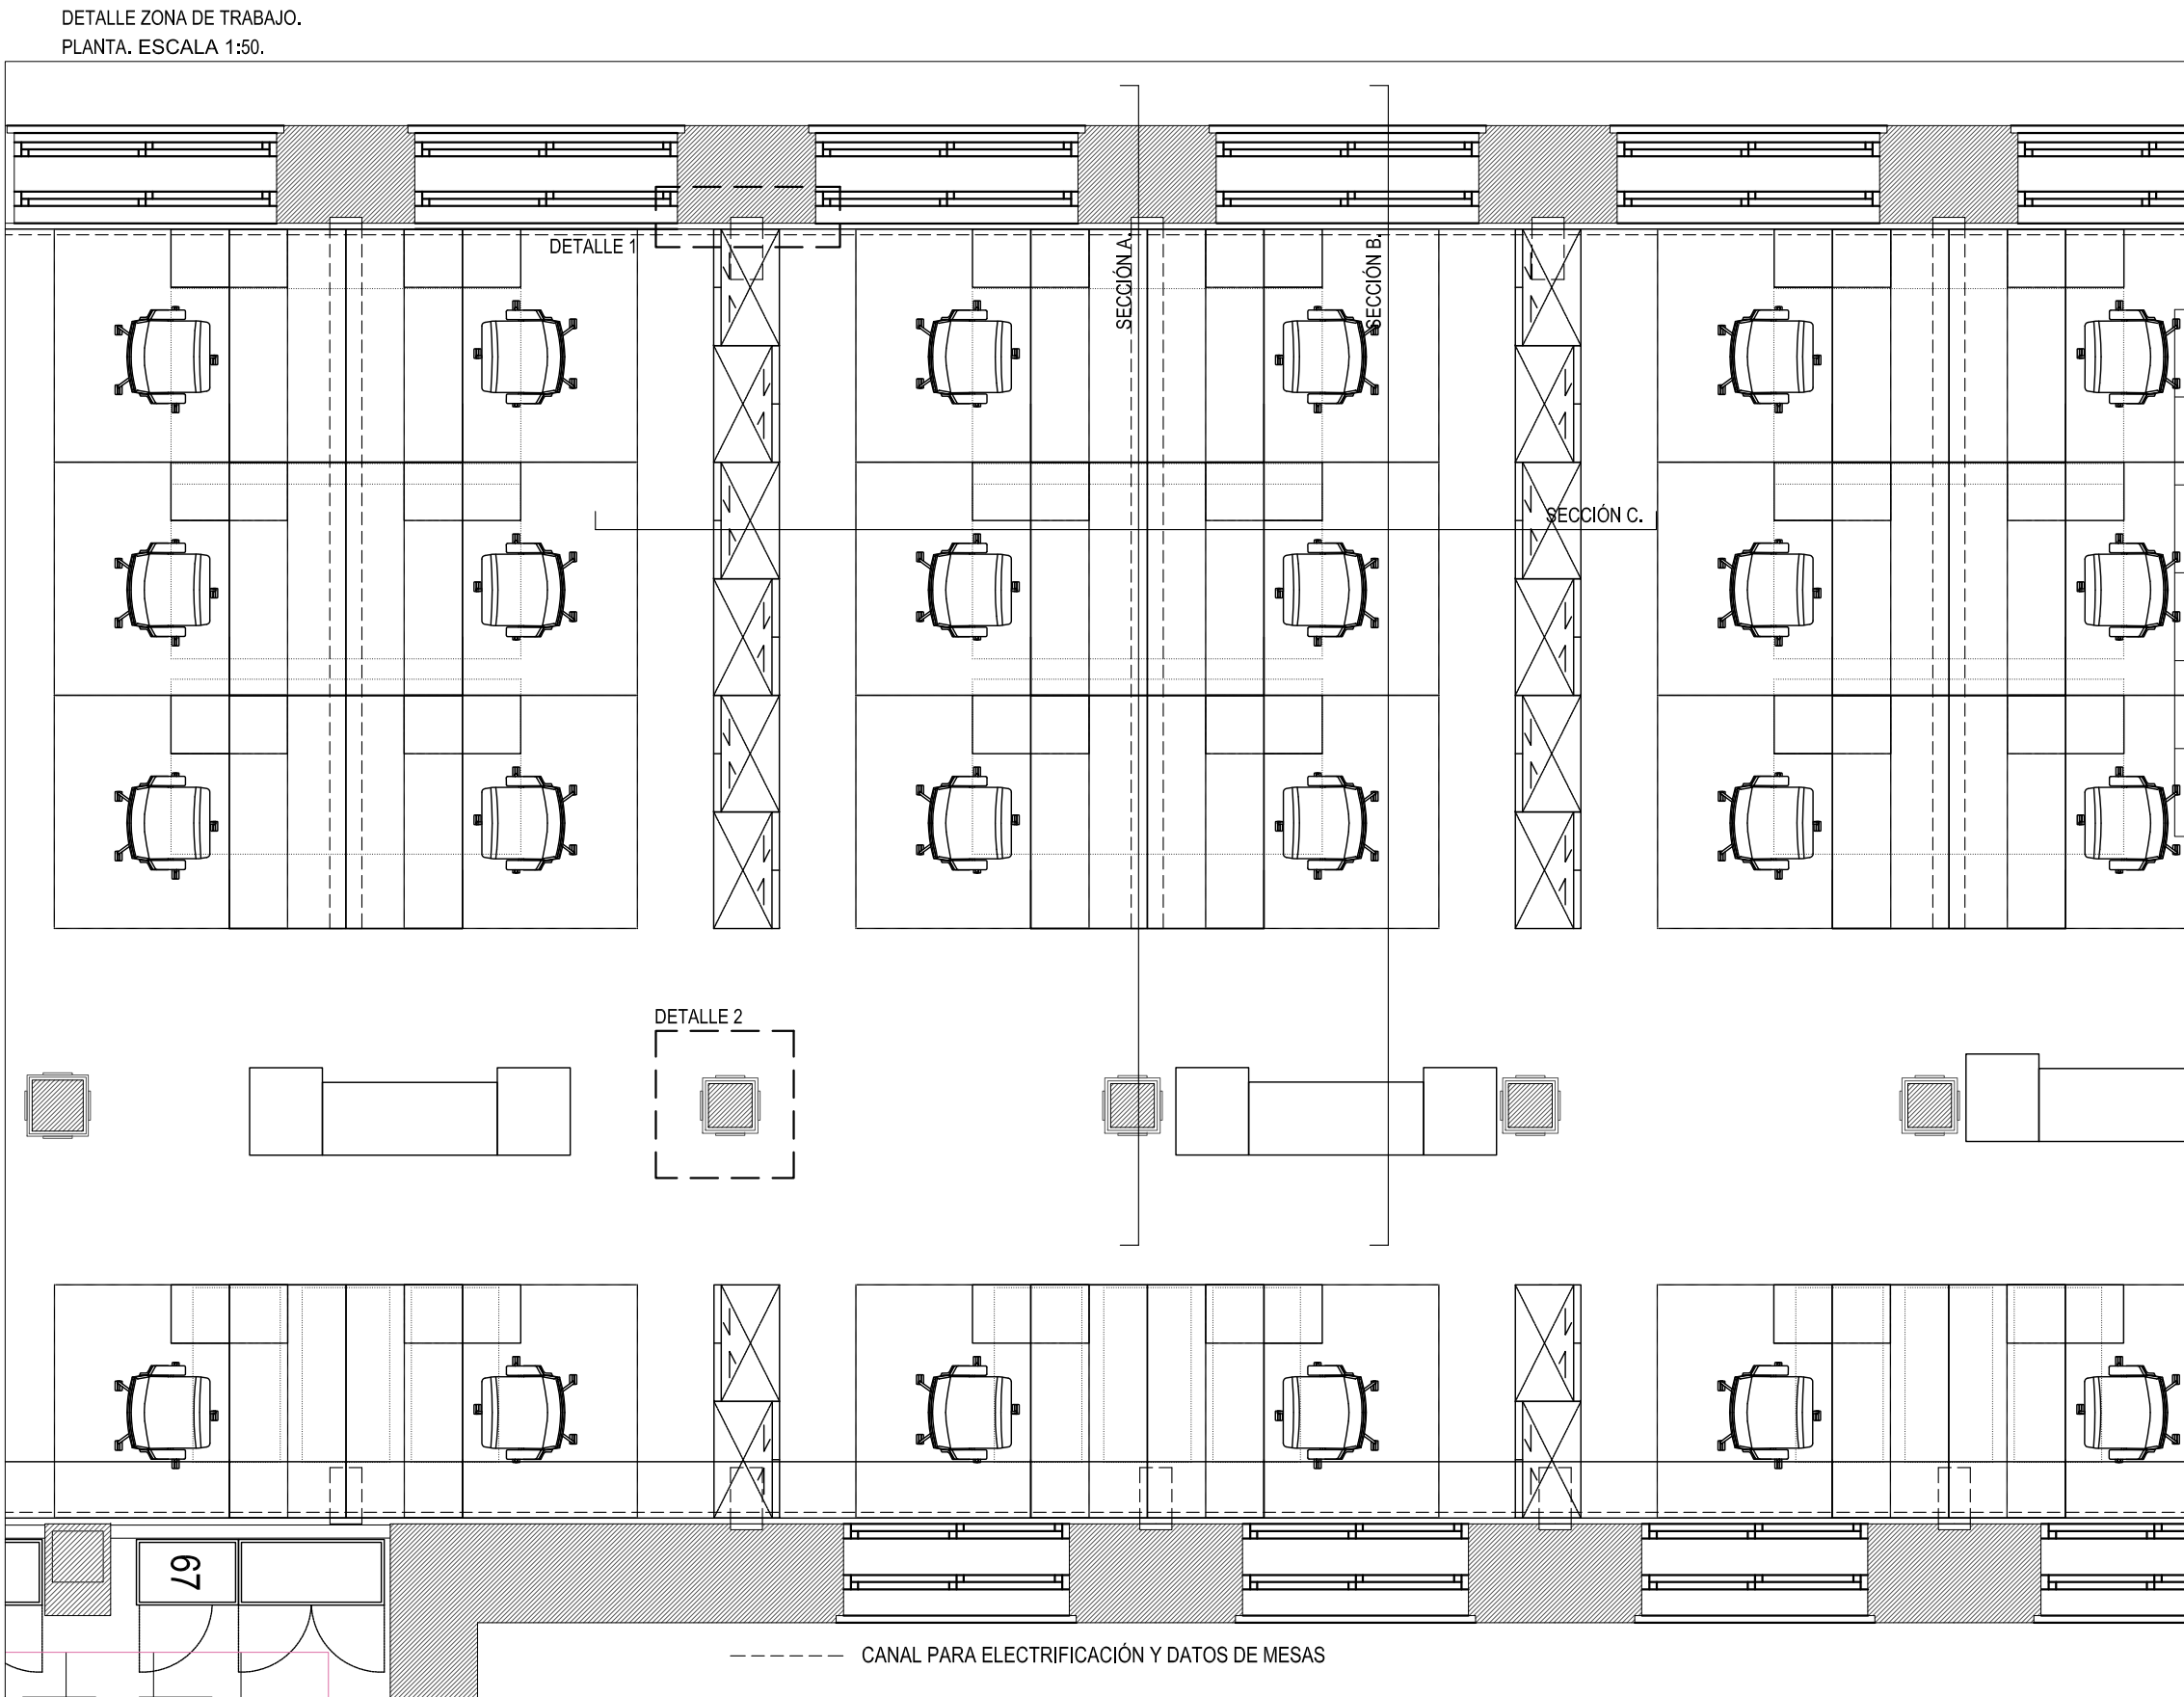 DETALLE ZONA DE TRABAJO.
PLANTA. ESCALA 1:50.
DETALLE 1
SECCIÓN A.
SECCIÓN B.
SECCIÓN C.
DETALLE 2
67
CANAL PARA ELECTRIFICACIÓN Y DATOS DE MESAS